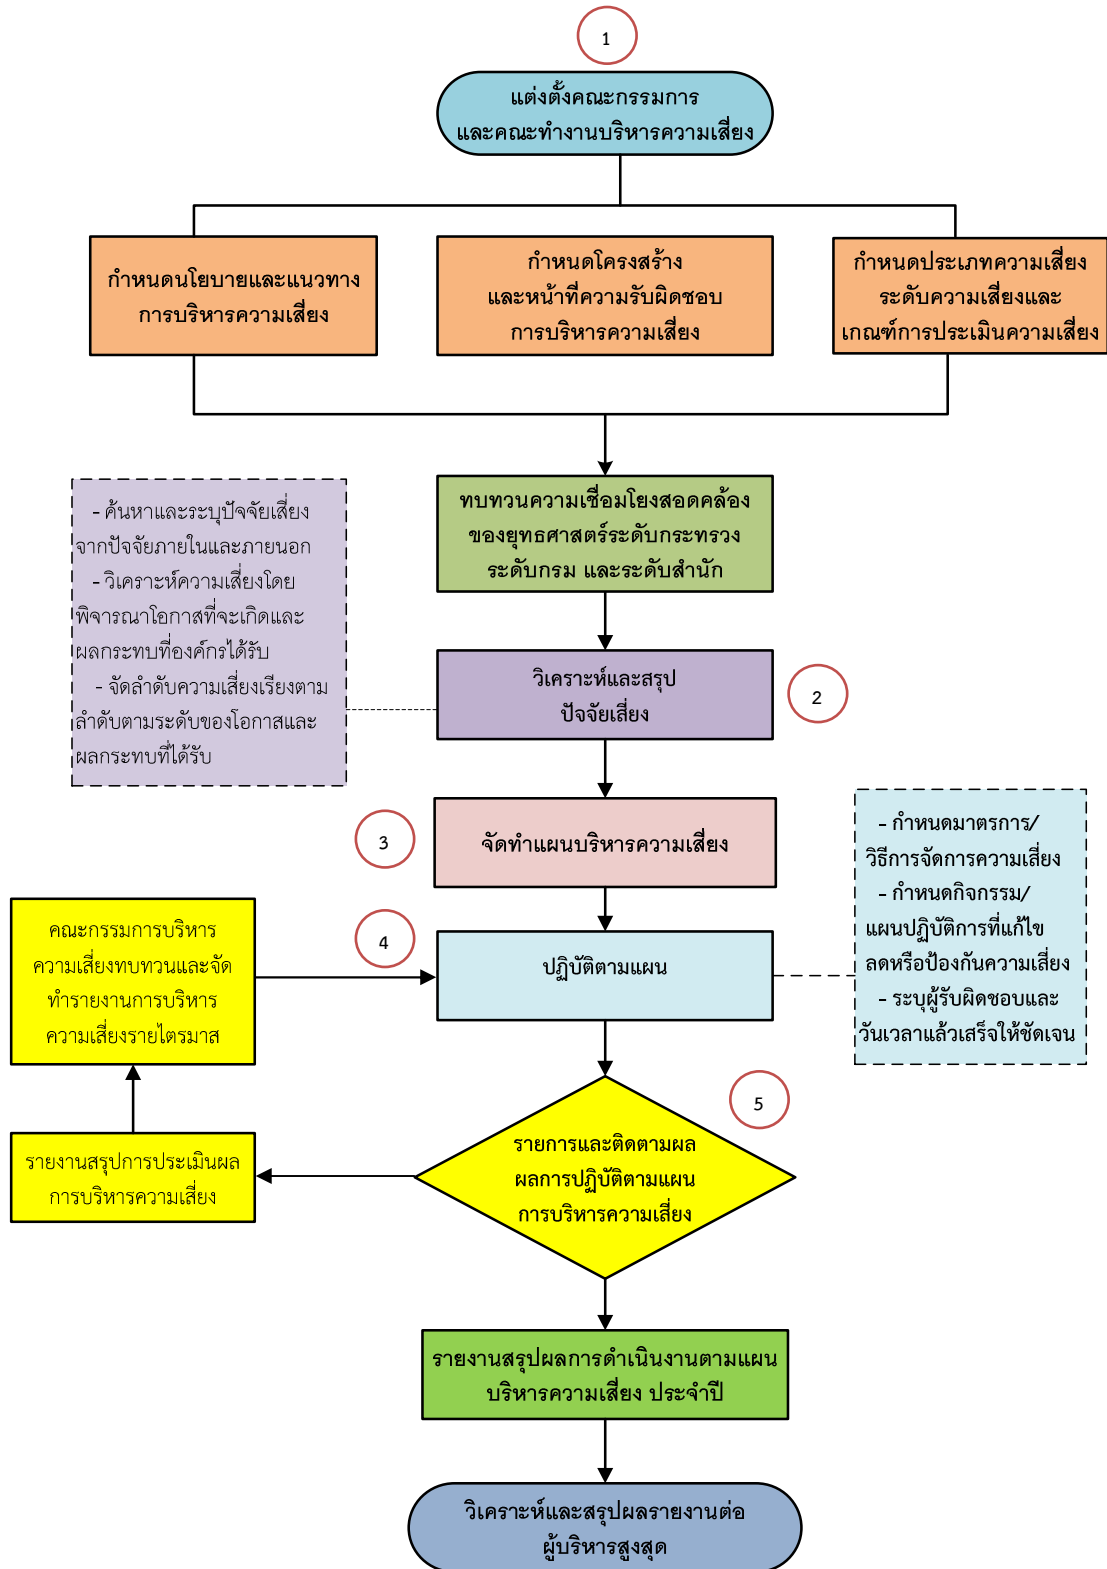 1
แต่งตั้งคณะกรรมการ
และคณะทำงานบริหารความเสี่ยง
กำหนดนโยบายและแนวทาง
การบริหารความเสี่ยง
กำหนดโครงสร้าง
และหน้าที่ความรับผิดชอบ
การบริหารความเสี่ยง
กำหนดประเภทความเสี่ยง
ระดับความเสี่ยงและ
เกณฑ์การประเมินความเสี่ยง
ทบทวนความเชื่อมโยงสอดคล้อง
ของยุทธศาสตร์ระดับกระทรวง
ระดับกรม และระดับสำนัก
- ค้นหาและระบุปัจจัยเสี่ยง
จากปัจจัยภายในและภายนอก
- วิเคราะห์ความเสี่ยงโดย
พิจารณาโอกาสที่จะเกิดและ
ผลกระทบที่องค์กรได้รับ
- จัดลำดับความเสี่ยงเรียงตาม
ลำดับตามระดับของโอกาสและ
ผลกระทบที่ได้รับ
วิเคราะห์และสรุป
ปัจจัยเสี่ยง
2
3
จัดทำแผนบริหารความเสี่ยง
- กำหนดมาตรการ/
วิธีการจัดการความเสี่ยง
- กำหนดกิจกรรม/
แผนปฏิบัติการที่แก้ไข
ลดหรือป้องกันความเสี่ยง
- ระบุผู้รับผิดชอบและ
วันเวลาแล้วเสร็จให้ชัดเจน
คณะกรรมการบริหาร
ความเสี่ยงทบทวนและจัด
ทำรายงานการบริหาร
ความเสี่ยงรายไตรมาส
4
ปฏิบัติตามแผน
5
รายการและติดตามผล
ผลการปฏิบัติตามแผน
การบริหารความเสี่ยง
รายงานสรุปการประเมินผล
การบริหารความเสี่ยง
รายงานสรุปผลการดำเนินงานตามแผน
บริหารความเสี่ยง ประจำปี
วิเคราะห์และสรุปผลรายงานต่อ
ผู้บริหารสูงสุด